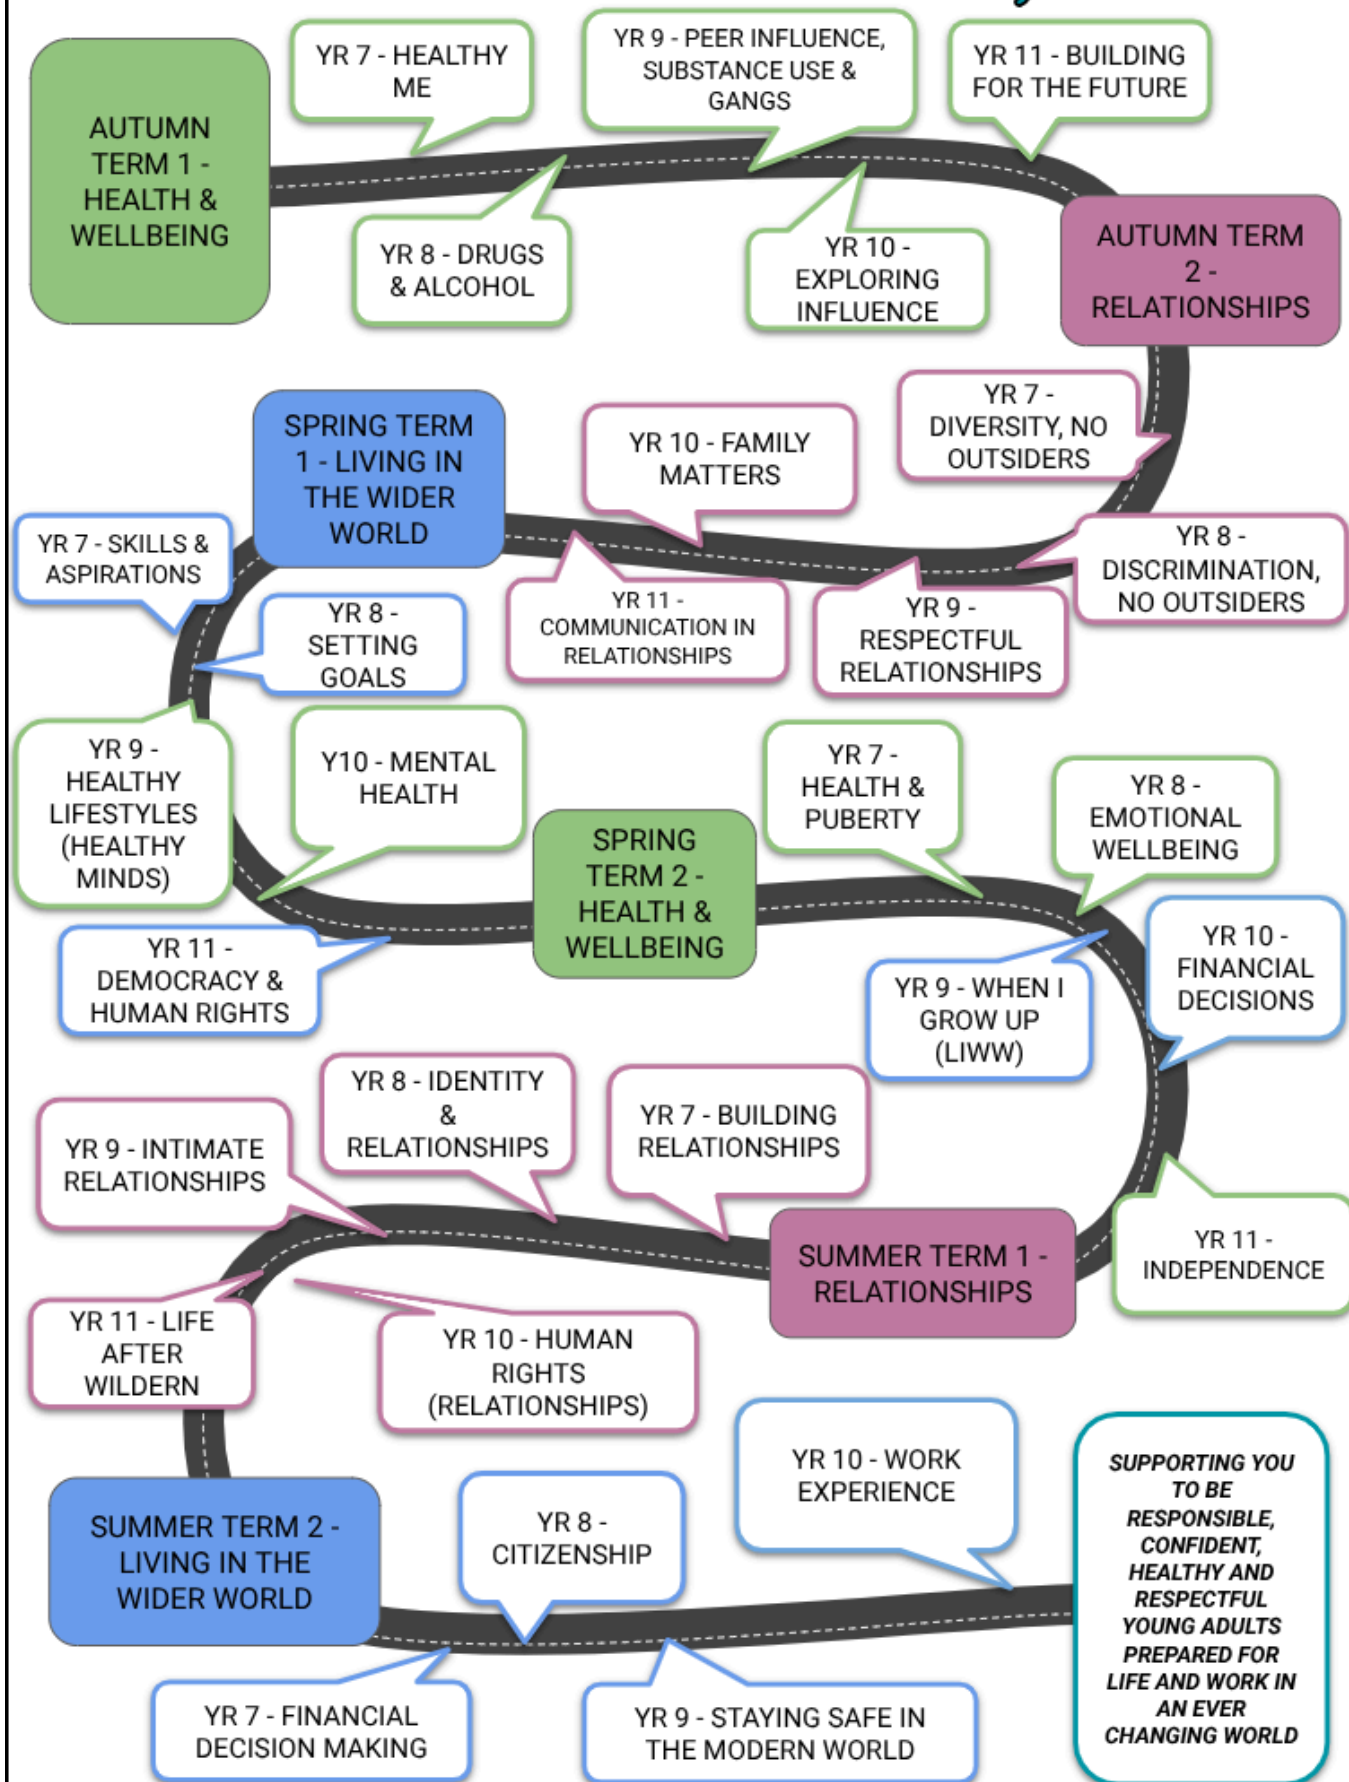 AUTUMN
TERM 1 -
HEALTH &
WELLBEING
YR 7 - HEALTHY
ME
YR 9 - PEER INFLUENCE,
SUBSTANCE USE &
GANGS
YR 11 - BUILDING
FOR THE FUTURE
YR 8 - DRUGS
& ALCOHOL
YR 10 -
EXPLORING
INFLUENCE
AUTUMN TERM
2 -
RELATIONSHIPS
YR 7 -
DIVERSITY, NO
OUTSIDERS
YR 8 -
DISCRIMINATION,
NO OUTSIDERS
YR 9 -
RESPECTFUL
RELATIONSHIPS
YR 10 - FAMILY
MATTERS
YR 11 -
COMMUNICATION IN
RELATIONSHIPS
SPRING TERM
1 - LIVING IN
THE WIDER
WORLD
YR 7 - SKILLS &
ASPIRATIONS
YR 8 -
SETTING
GOALS
YR 9 -
HEALTHY
LIFESTYLES
(HEALTHY
MINDS)
Y10 - MENTAL
HEALTH
YR 11 -
DEMOCRACY &
HUMAN RIGHTS
SPRING
TERM 2 -
HEALTH &
WELLBEING
YR 7 -
HEALTH &
PUBERTY
YR 8 -
EMOTIONAL
WELLBEING
YR 9 - WHEN I
GROW UP
(LIWW)
YR 10 -
FINANCIAL
DECISIONS
YR 11 -
INDEPENDENCE
SUMMER TERM 1 -
RELATIONSHIPS
YR 7 - BUILDING
RELATIONSHIPS
YR 8 - IDENTITY
&
RELATIONSHIPS
YR 9 - INTIMATE
RELATIONSHIPS
YR 10 - HUMAN
RIGHTS
(RELATIONSHIPS)
YR 11 - LIFE
AFTER
WILDERN
SUMMER TERM 2 -
LIVING IN THE
WIDER WORLD
YR 7 - FINANCIAL
DECISION MAKING
YR 8 -
CITIZENSHIP
YR 9 - STAYING SAFE IN
THE MODERN WORLD
YR 10 - WORK
EXPERIENCE
SUPPORTING YOU
TO BE
RESPONSIBLE,
CONFIDENT,
HEALTHY AND
RESPECTFUL
YOUNG ADULTS
PREPARED FOR
LIFE AND WORK IN
AN EVER
CHANGING WORLD